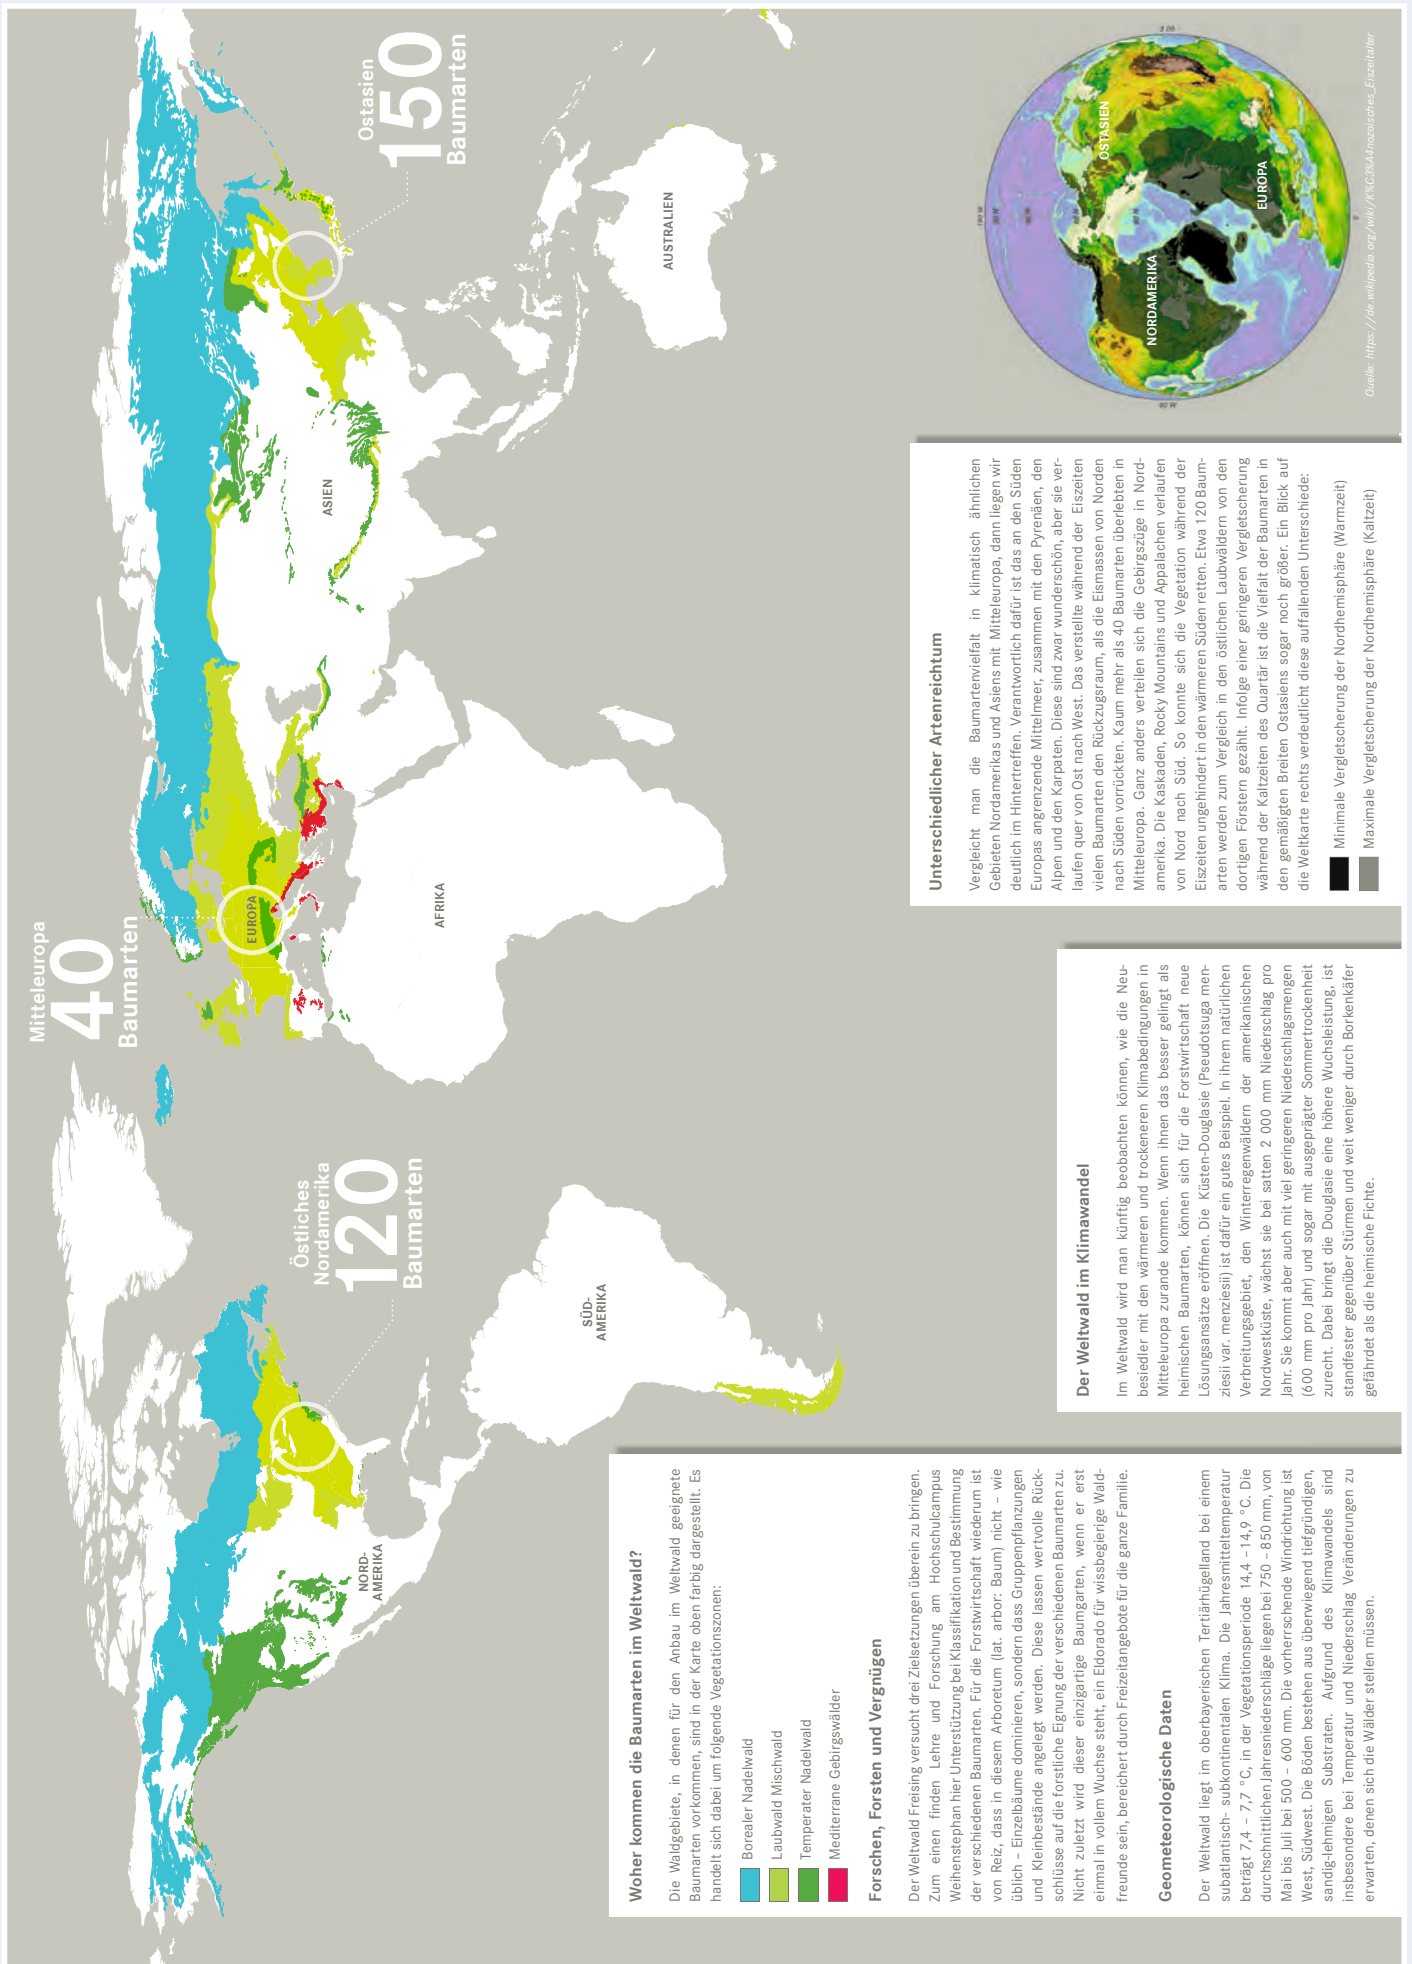 Mitteleuropa
40
Baumarten
Ostasien
150
Baumarten
Östliches
Nordamerika
120
Baumarten
EUROPA
ASIEN
AFRIKA
AUSTRALIEN
NORD-
AMERIKA
SÜD-
AMERIKA
Woher kommen die Baumarten im Weltwald?
Die Waldgebiete, in denen für den Anbau im Weltwald geeignete
Baumarten vorkommen, sind in der Karte oben farbig dargestellt. Es
handelt sich dabei um folgende Vegetationszonen:
Borealer Nadelwald
Laubwald Mischwald
Temperater Nadelwald
Mediterrane Gebirgswälder
Forschen, Forsten und Vergnügen
Der Weltwald Freising versucht drei Zielsetzungen überein zu bringen.
Zum einen finden Lehre und Forschung am Hochschulcampus
Weihenstephan hier Unterstützung bei Klassifikation und Bestimmung
der verschiedenen Baumarten. Für die Forstwirtschaft wiederum ist
von Reiz, dass in diesem Arboretum (lat. arbor: Baum) nicht – wie
üblich – Einzelbäume dominieren, sondern dass Gruppenpflanzungen
und Kleinbestände angelegt werden. Diese lassen wertvolle Rück-
schlüsse auf die forstliche Eignung der verschiedenen Baumarten zu.
Nicht zuletzt wird dieser einzigartige Baumgarten, wenn er erst
einmal in vollem Wuchse steht, ein Eldorado für wissbegierige Wald-
freunde sein, bereichert durch Freizeitangebote für die ganze Familie.
Geometeorologische Daten
Der Weltwald liegt im oberbayerischen Tertiärhügelland bei einem
subatlantisch- subkontinentalen Klima. Die Jahresmitteltemperatur
beträgt 7,4 – 7,7 °C, in der Vegetationsperiode 14,4 – 14,9 °C. Die
durchschnittlichen Jahresniederschläge liegen bei 750 – 850 mm, von
Mai bis Juli bei 500 – 600 mm. Die vorherrschende Windrichtung ist
West, Südwest. Die Böden bestehen aus überwiegend tiefgründigen,
sandig-lehmigen Substraten. Aufgrund des Klimawandels sind
insbesondere bei Temperatur und Niederschlag Veränderungen zu
erwarten, denen sich die Wälder stellen müssen.
Der Weltwald im Klimawandel
Im Weltwald wird man künftig beobachten können, wie die Neu-
besiedler mit den wärmeren und trockeneren Klimabedingungen in
Mitteleuropa zurande kommen. Wenn ihnen das besser gelingt als
heimischen Baumarten, können sich für die Forstwirtschaft neue
Lösungsansätze eröffnen. Die Küsten-Douglasie (Pseudotsuga men-
ziesii var. menziesii) ist dafür ein gutes Beispiel. In ihrem natürlichen
Verbreitungsgebiet, den Winterregenwäldern der amerikanischen
Nordwestküste, wächst sie bei satten 2 000 mm Niederschlag pro
Jahr. Sie kommt aber auch mit viel geringeren Niederschlagsmengen
(600 mm pro Jahr) und sogar mit ausgeprägter Sommertrockenheit
zurecht. Dabei bringt die Douglasie eine höhere Wuchsleistung, ist
standfester gegenüber Stürmen und weit weniger durch Borkenkäfer
gefährdet als die heimische Fichte.
Unterschiedlicher Artenreichtum
Vergleicht man die Baumartenvielfalt in klimatisch ähnlichen
Gebieten Nordamerikas und Asiens mit Mitteleuropa, dann liegen wir
deutlich im Hintertreffen. Verantwortlich dafür ist das an den Süden
Europas angrenzende Mittelmeer, zusammen mit den Pyrenäen, den
Alpen und den Karpaten. Diese sind zwar wunderschön, aber sie ver-
laufen quer von Ost nach West. Das verstellte während der Eiszeiten
vielen Baumarten den Rückzugsraum, als die Eismassen von Norden
nach Süden vorrückten. Kaum mehr als 40 Baumarten überlebten in
Mitteleuropa. Ganz anders verteilen sich die Gebirgszüge in Nord-
amerika. Die Kaskaden, Rocky Mountains und Appalachen verlaufen
von Nord nach Süd. So konnte sich die Vegetation während der
Eiszeiten ungehindert in den wärmeren Süden retten. Etwa 120 Baum-
arten werden zum Vergleich in den östlichen Laubwäldern von den
dortigen Förstern gezählt. Infolge einer geringeren Vergletscherung
während der Kaltzeiten des Quartär ist die Vielfalt der Baumarten in
den gemäßigten Breiten Ostasiens sogar noch größer. Ein Blick auf
die Weltkarte rechts verdeutlicht diese auffallenden Unterschiede:
Minimale Vergletscherung der Nordhemisphäre (Warmzeit)
Maximale Vergletscherung der Nordhemisphäre (Kaltzeit)
NORDAMERIKA
OSTASIEN
EUROPA
Quelle: https://de.wikipedia.org/wiki/K%C3%A4nozoisches_Eiszeitalter